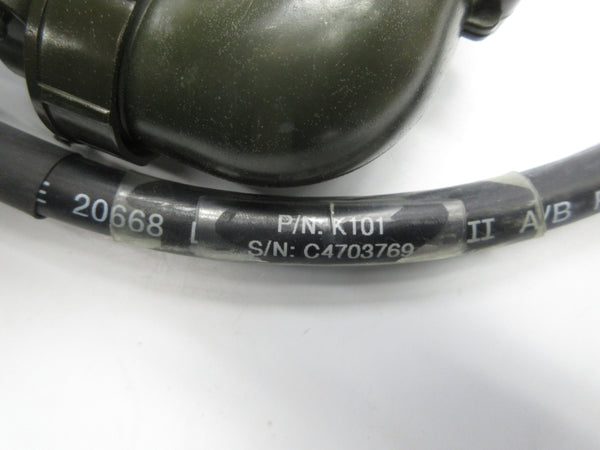 20668
P/N: K101
S/N: C4703769
II A/B